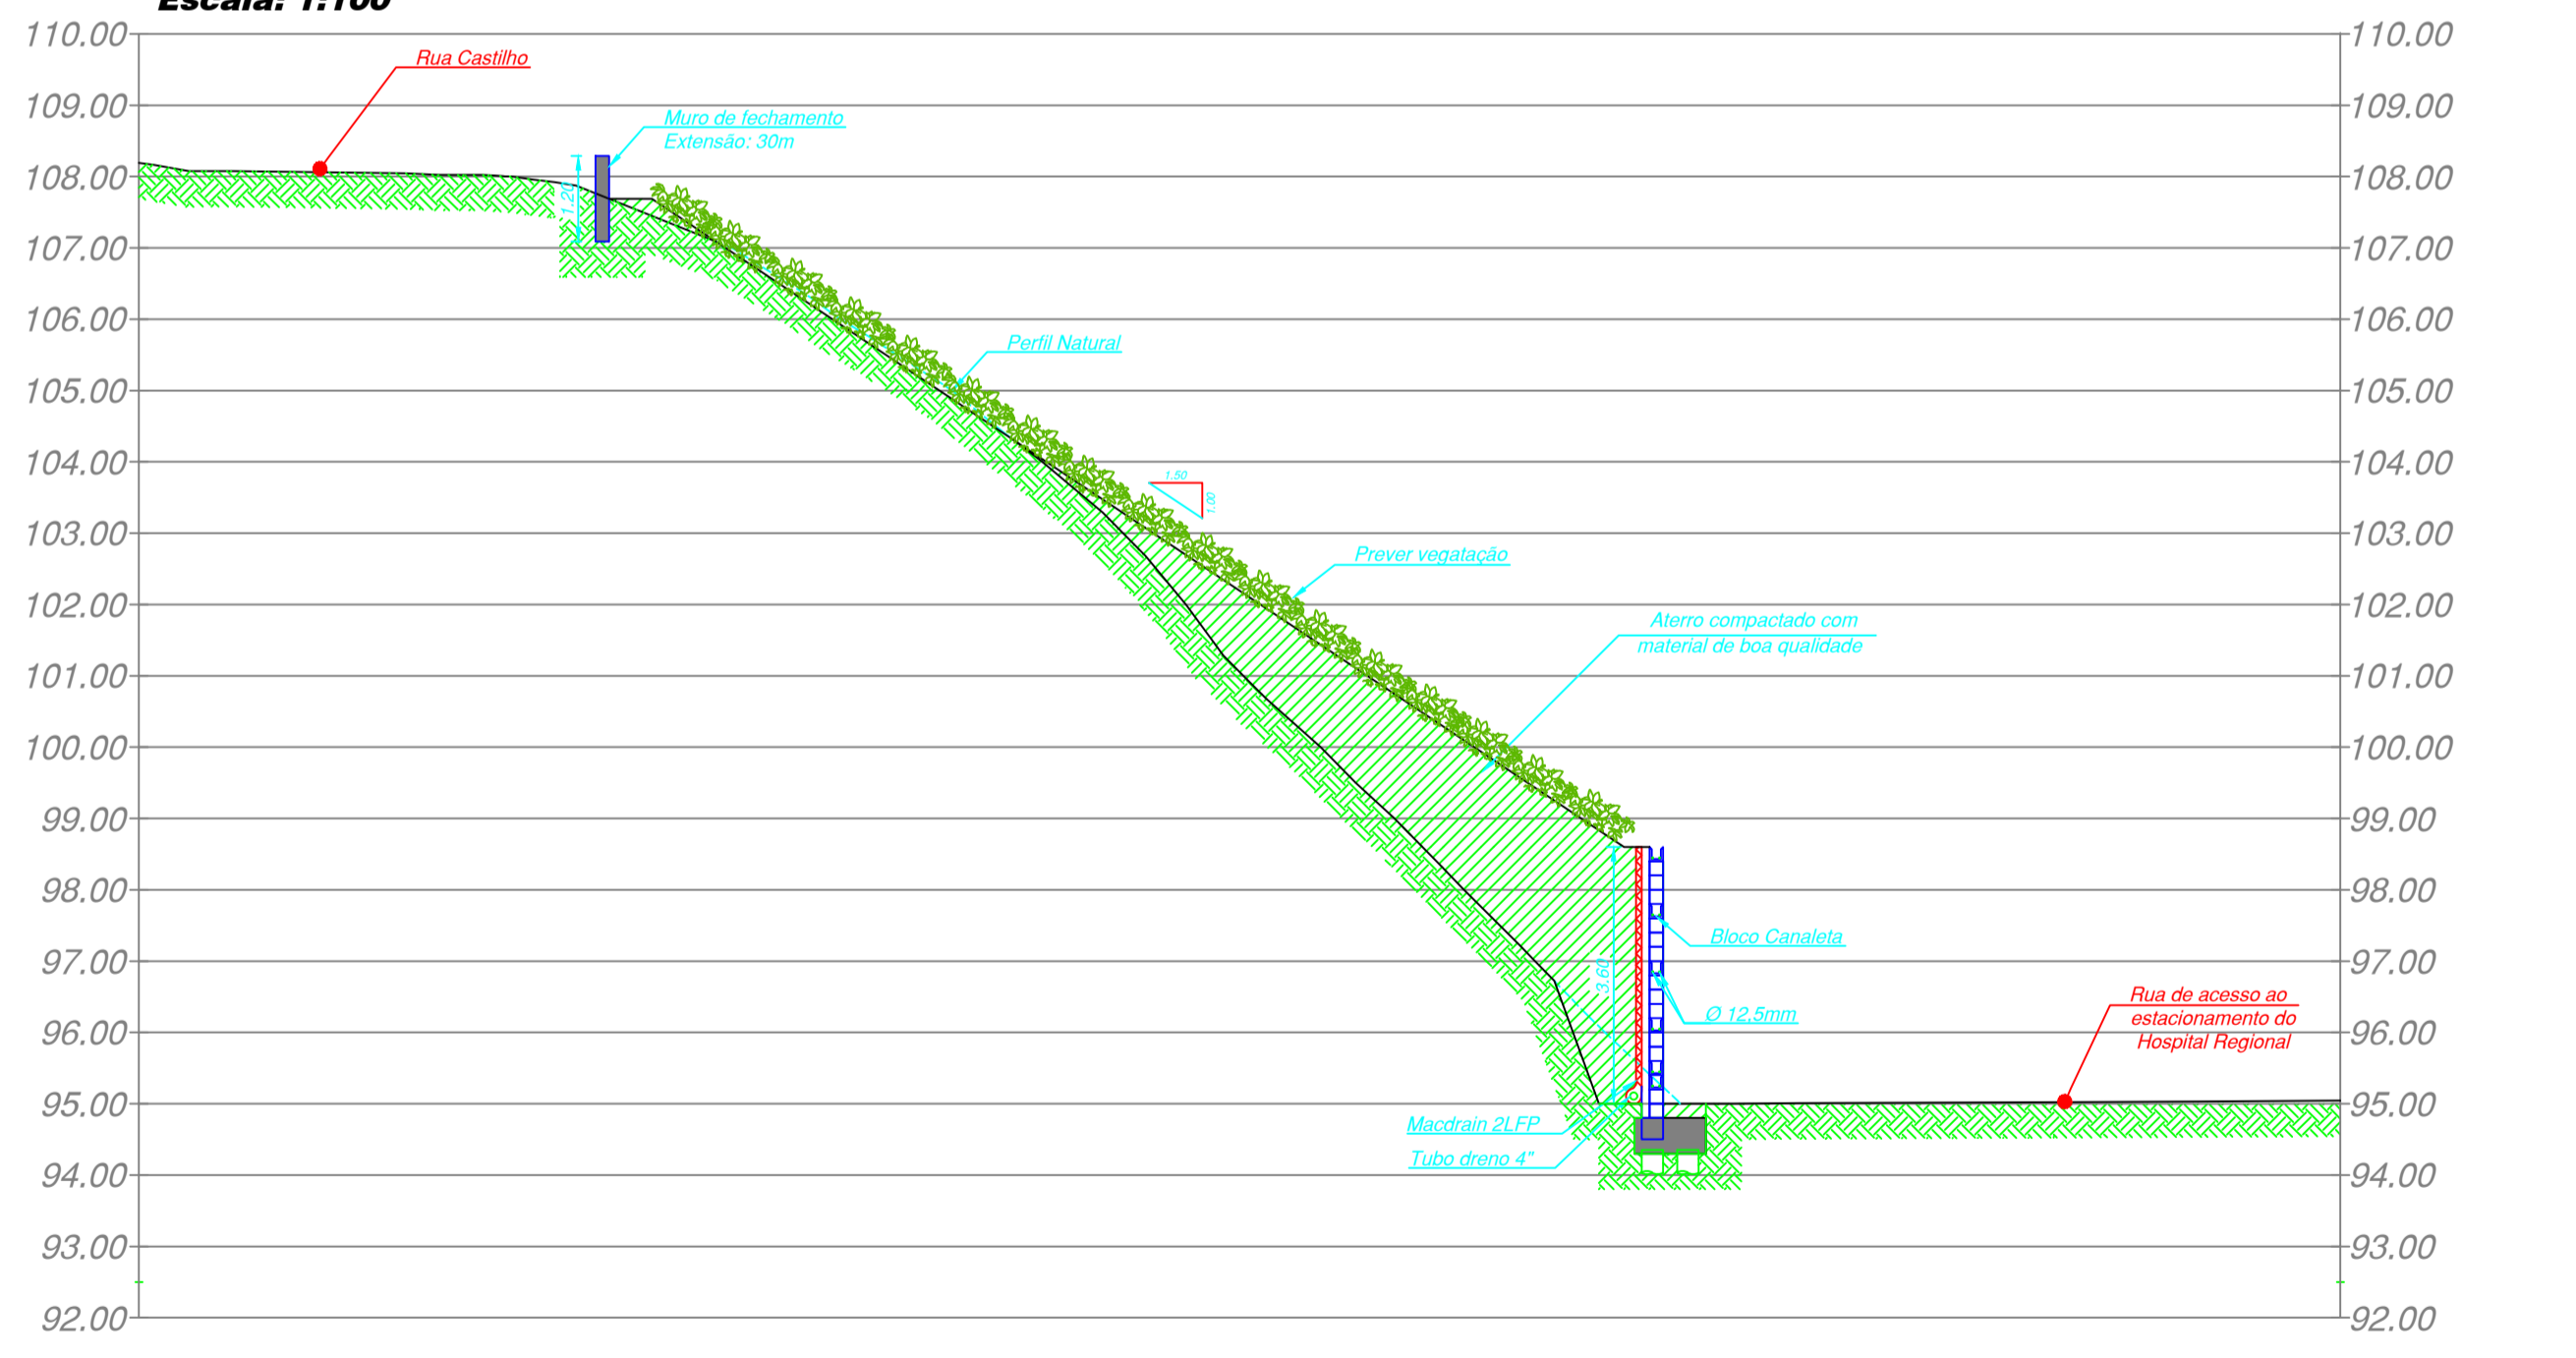 Escala: 1:100
110.00
110.00
Rua Castilho
109.00
109.00
Muro de fechamento
Extensão: 30m
108.00
108.00
1.20
107.00
107.00
106.00
106.00
Perfil Natural
105.00
105.00
104.00
104.00
1.50
1.00
103.00
103.00
Prever vegatação
102.00
102.00
Aterro compactado com
material de boa qualidade
101.00
101.00
100.00
100.00
99.00
99.00
98.00
98.00
Bloco Canaleta
97.00
97.00
3.60
Rua de acesso ao
estacionamento do
Hospital Regional
Ø 12,5mm
96.00
96.00
95.00
95.00
Macdrain 2LFP
Tubo dreno 4"
94.00
94.00
93.00
93.00
92.00
92.00